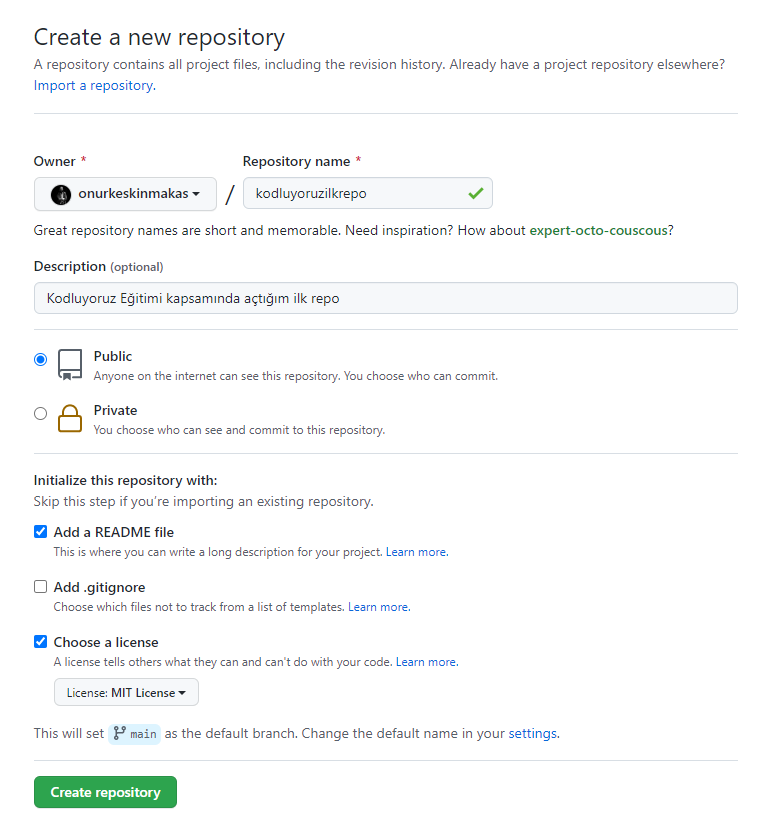 Create a new repository
A repository contains all project files, including the revision history. Already have a project repository elsewhere?
Import a repository.
Owner * Repository name *
onurkeskinmakas / kodluyoruzilkrepo
Great repository names are short and memorable. Need inspiration? How about expert-octo-couscous?
Description (optional)
Kodluyoruz Eğitimi kapsamında açtığım ilk repo
Public
Anyone on the internet can see this repository. You choose who can commit.
Private
You choose who can see and commit to this repository.
Initialize this repository with:
Skip this step if you're importing an existing repository.
Add a README file
This is where you can write a long description for your project. Learn more.
Add .gitignore
Choose which files not to track from a list of templates. Learn more.
Choose a license
A license tells others what they can and can't do with your code. Learn more.
License: MIT License
This will set main as the default branch. Change the default name in your settings.
Create repository